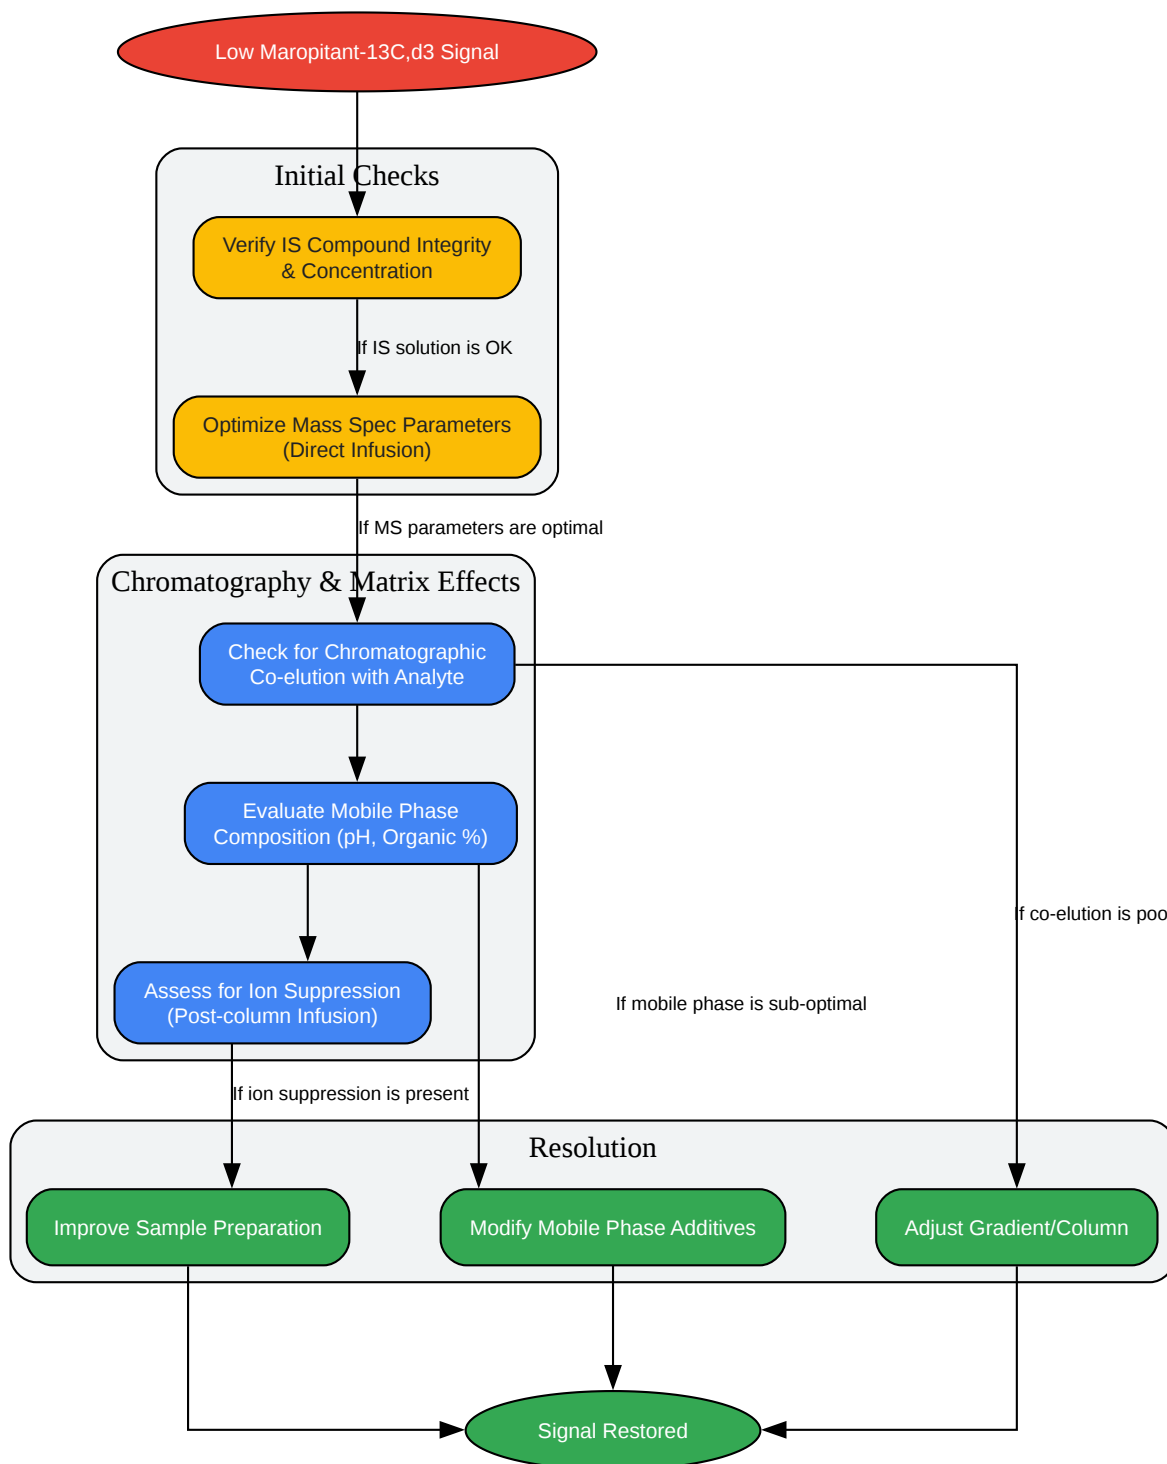 Low Maropitant-13C,d3 Signal
Initial Checks
Verify IS Compound Integrity
& Concentration
If IS solution is OK
Optimize Mass Spec Parameters
(Direct Infusion)
If MS parameters are optimal
Chromatography & Matrix Effects
Check for Chromatographic
Co-elution with Analyte
Evaluate Mobile Phase
Composition (pH, Organic %)
If co-elution is poo
Assess for Ion Suppression
(Post-column Infusion)
If mobile phase is sub-optimal
If ion suppression is present
Resolution
Improve Sample Preparation
Modify Mobile Phase Additives
Adjust Gradient/Column
Signal Restored